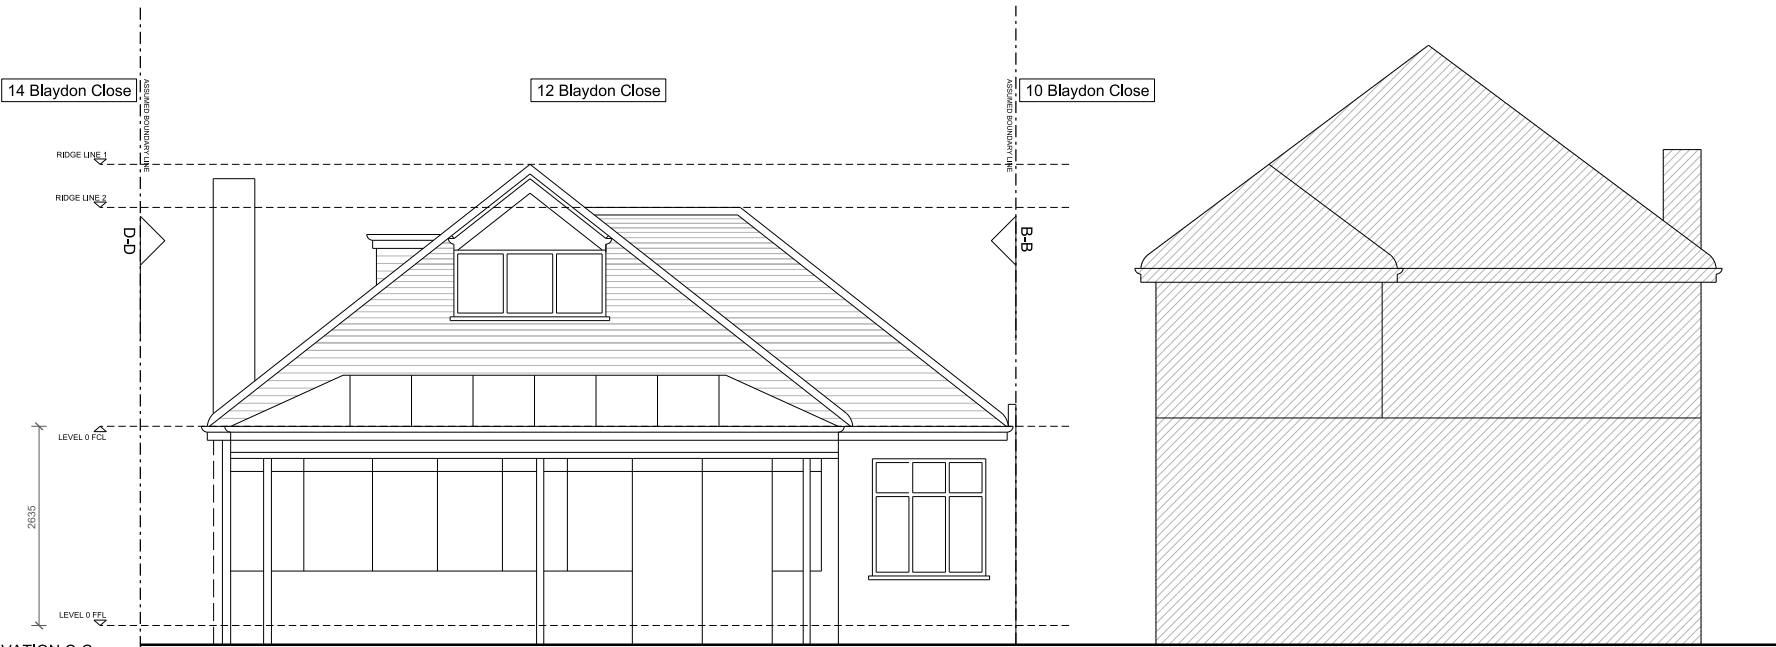 14 Blaydon Close
12 Blaydon Close
10 Blaydon Close
ASSUMED BOUNDARY LINE
ASSUMED BOUNDARY LINE
RIDGE LINE 1
RIDGE LINE 2
D-D
B-B
LEVEL 0 FCL
2635
LEVEL 0 FFL